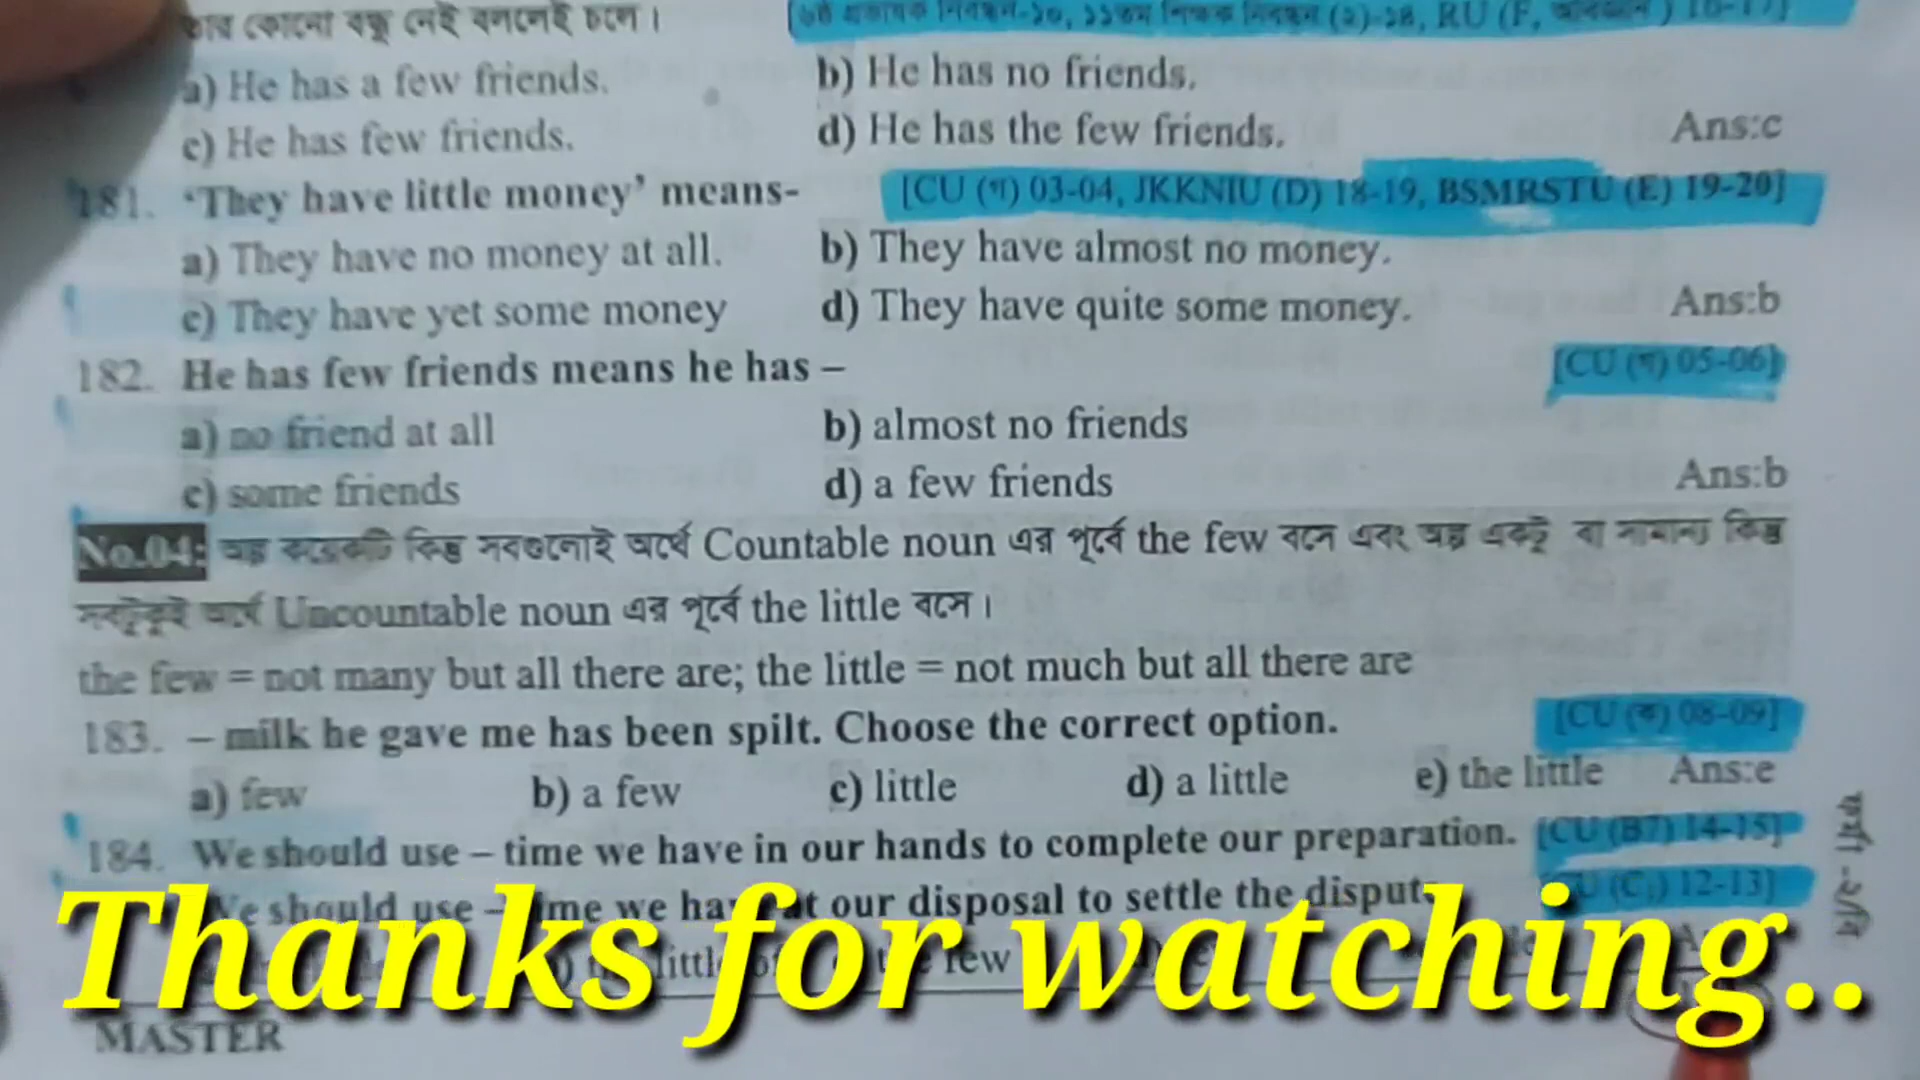 তার কোনো বন্ধু নেই বললেই চলে।
a) He has a few friends. b) He has no friends.
c) He has few friends. d) He has the few friends. Ans:c
181. ‘They have little money’ means- [CU (গ) 03-04, JKKNIU (D) 18-19, BSMRSTU (E) 19-20]
a) They have no money at all. b) They have almost no money.
c) They have yet some money d) They have quite some money. Ans:b
182. He has few friends means he has – [CU 05-06]
a) no friend at all b) almost no friends
c) some friends d) a few friends Ans:b
No.04: অল্প কয়েকটি কিন্তু সবগুলোই অর্থে Countable noun এর পূর্বে the few বসে এবং অল্প একটু বা সামান্য কিন্তু
সবটুকুই অর্থে Uncountable noun এর পূর্বে the little বসে।
the few = not many but all there are; the little = not much but all there are
183. – milk he gave me has been spilt. Choose the correct option. [CU 08-09]
a) few b) a few c) little d) a little e) the little Ans:e
184. We should use – time we have in our hands to complete our preparation. [CU (B7) 14-15]
We should use – time we have at our disposal to settle the dispute 12-13]
Thanks for watching..
MASTER